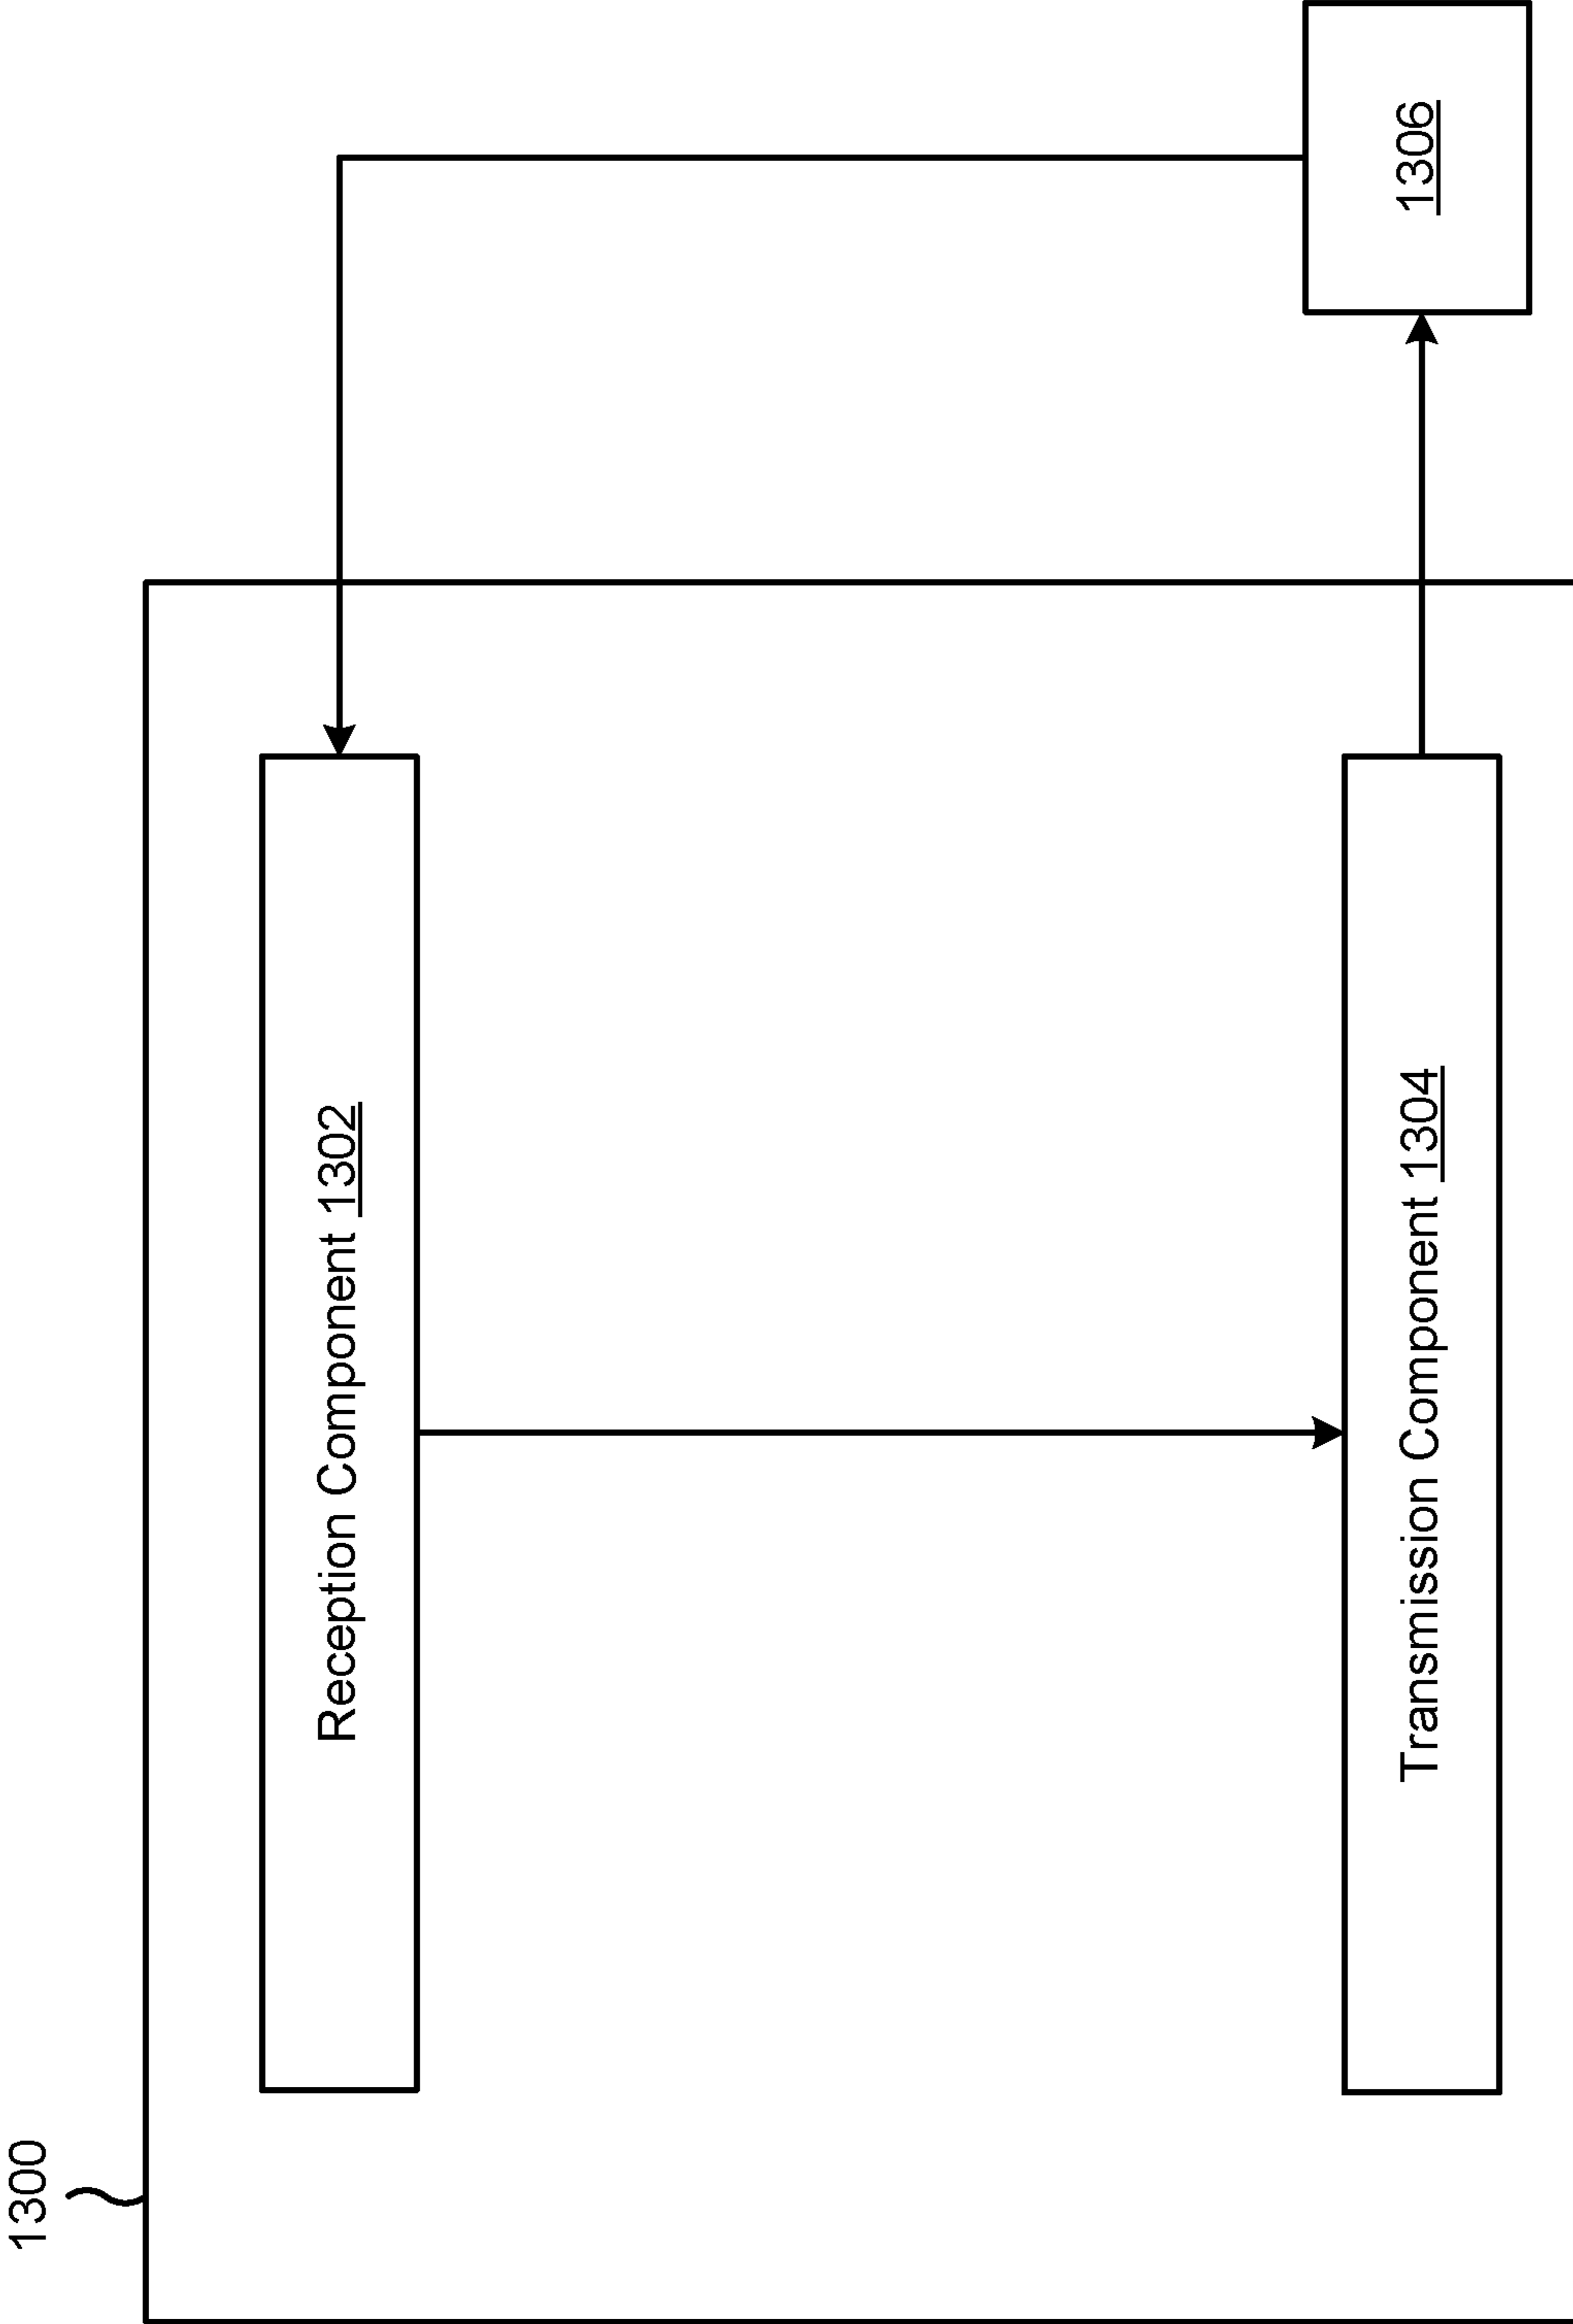 1300
Reception Component 1302
Transmission Component 1304
1306